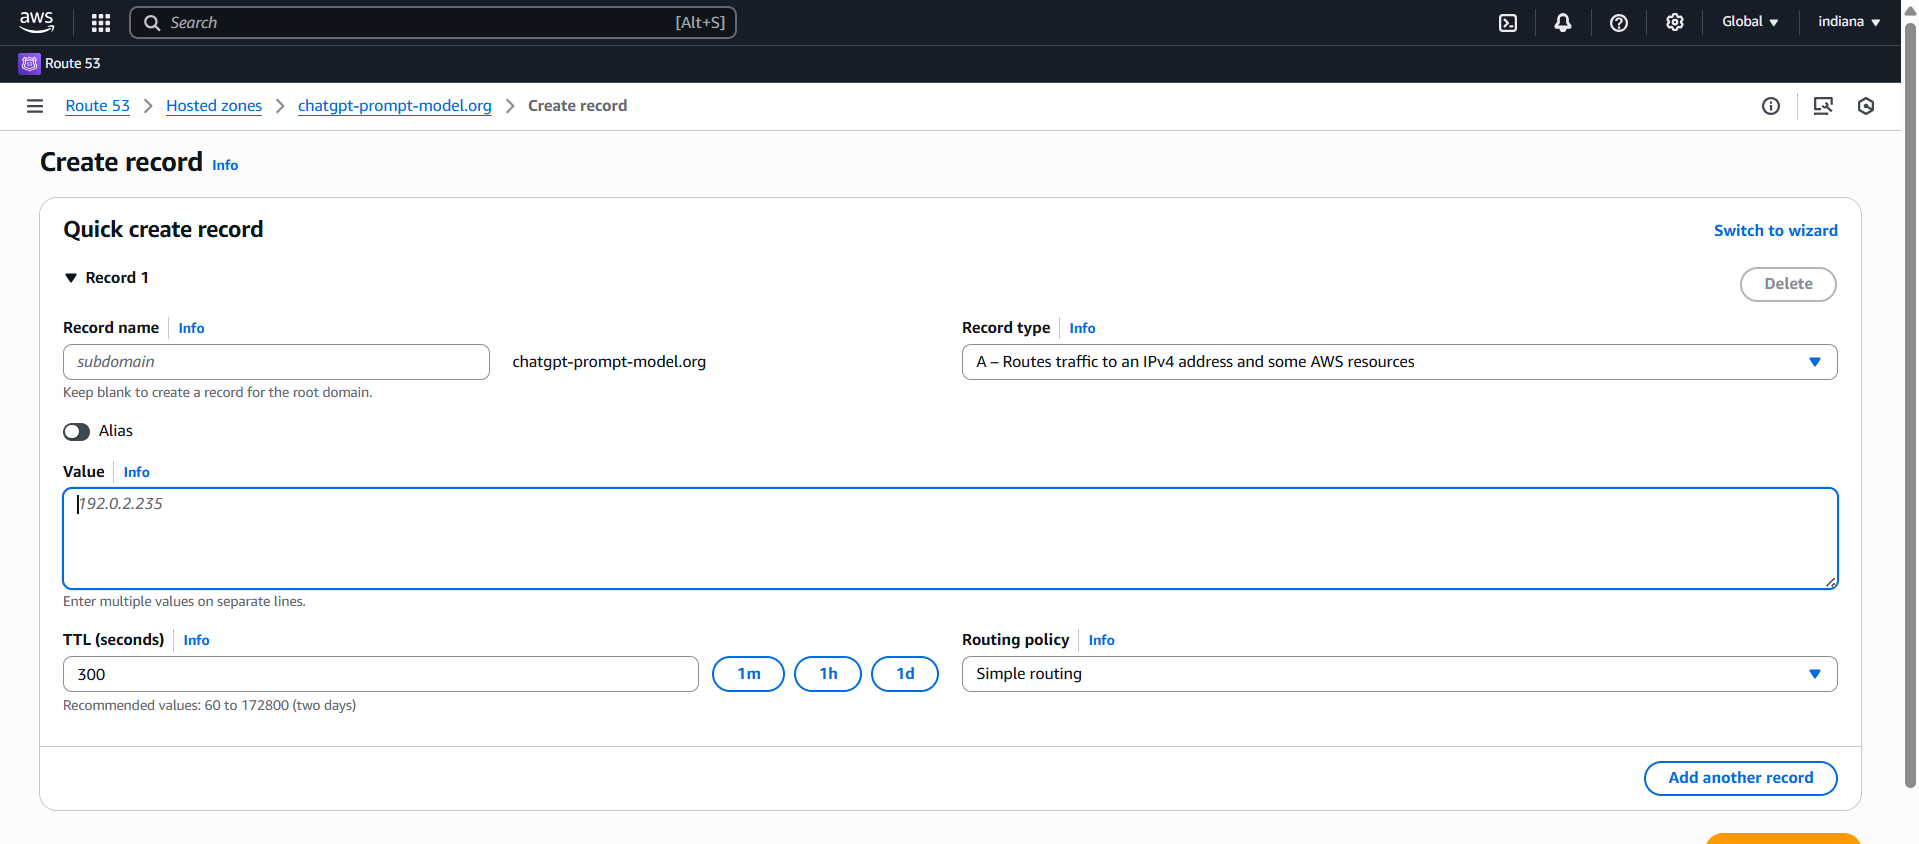 aws
Search [Alt+S]
Global
indiana
Route 53
Route 53 Hosted zones chatgpt-prompt-model.org Create record
Create record Info
Quick create record
Switch to wizard
Record 1
Delete
Record name Info
subdomain
chatgpt-prompt-model.org
Keep blank to create a record for the root domain.
Record type Info
A – Routes traffic to an IPv4 address and some AWS resources
Alias
Value Info
192.0.2.235
Enter multiple values on separate lines.
TTL (seconds) Info
300
1m
1h
1d
Recommended values: 60 to 172800 (two days)
Routing policy Info
Simple routing
Add another record